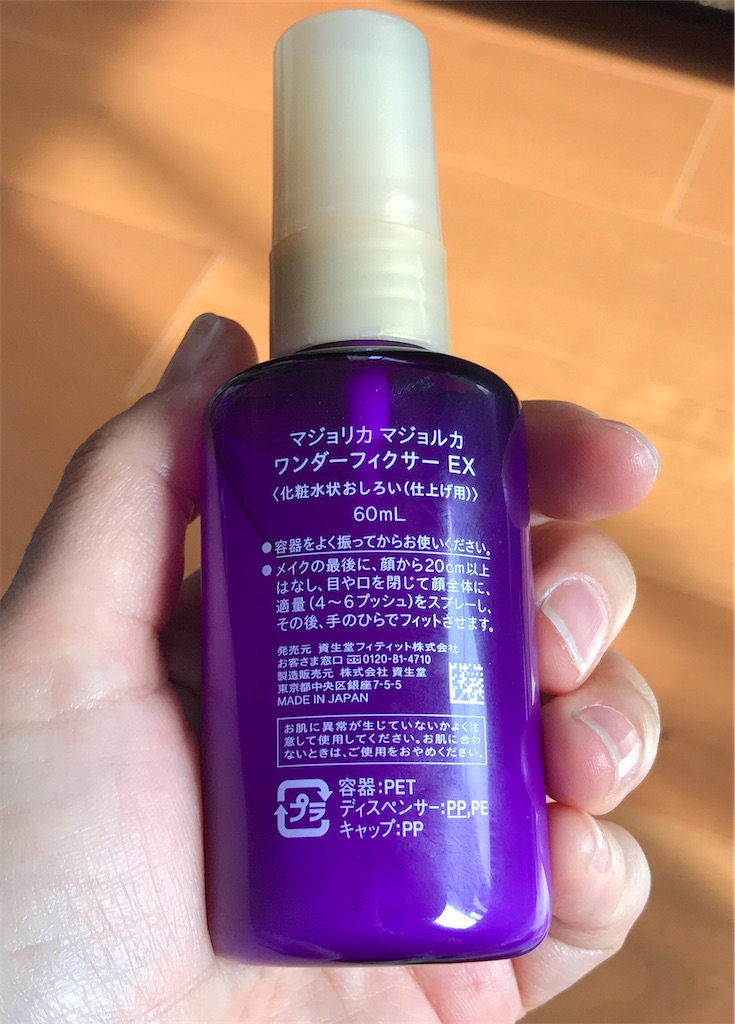 マジョリカ マジョルカ
ワンダーフィクサー EX
〈化粧水状おしろい(仕上げ用)〉
60mL
●容器をよく振ってからお使いください。
●メイクの最後に、顔から20cm以上
はなし、目や口を閉じて顔全体に、
適量(4〜6プッシュ)をスプレーし、
その後、手のひらでフィットさせます。
発売元 資生堂フィティット株式会社
お客さま窓口 0120-81-4710
製造販売元 株式会社 資生堂
東京都中央区銀座7-5-5
MADE IN JAPAN
お肌に異常が生じていないかよく注
意して使用してください。お肌に合わ
ないときは、ご使用をおやめください。
プラ
容器:PET
ディスペンサー:PP,PE
キャップ:PP